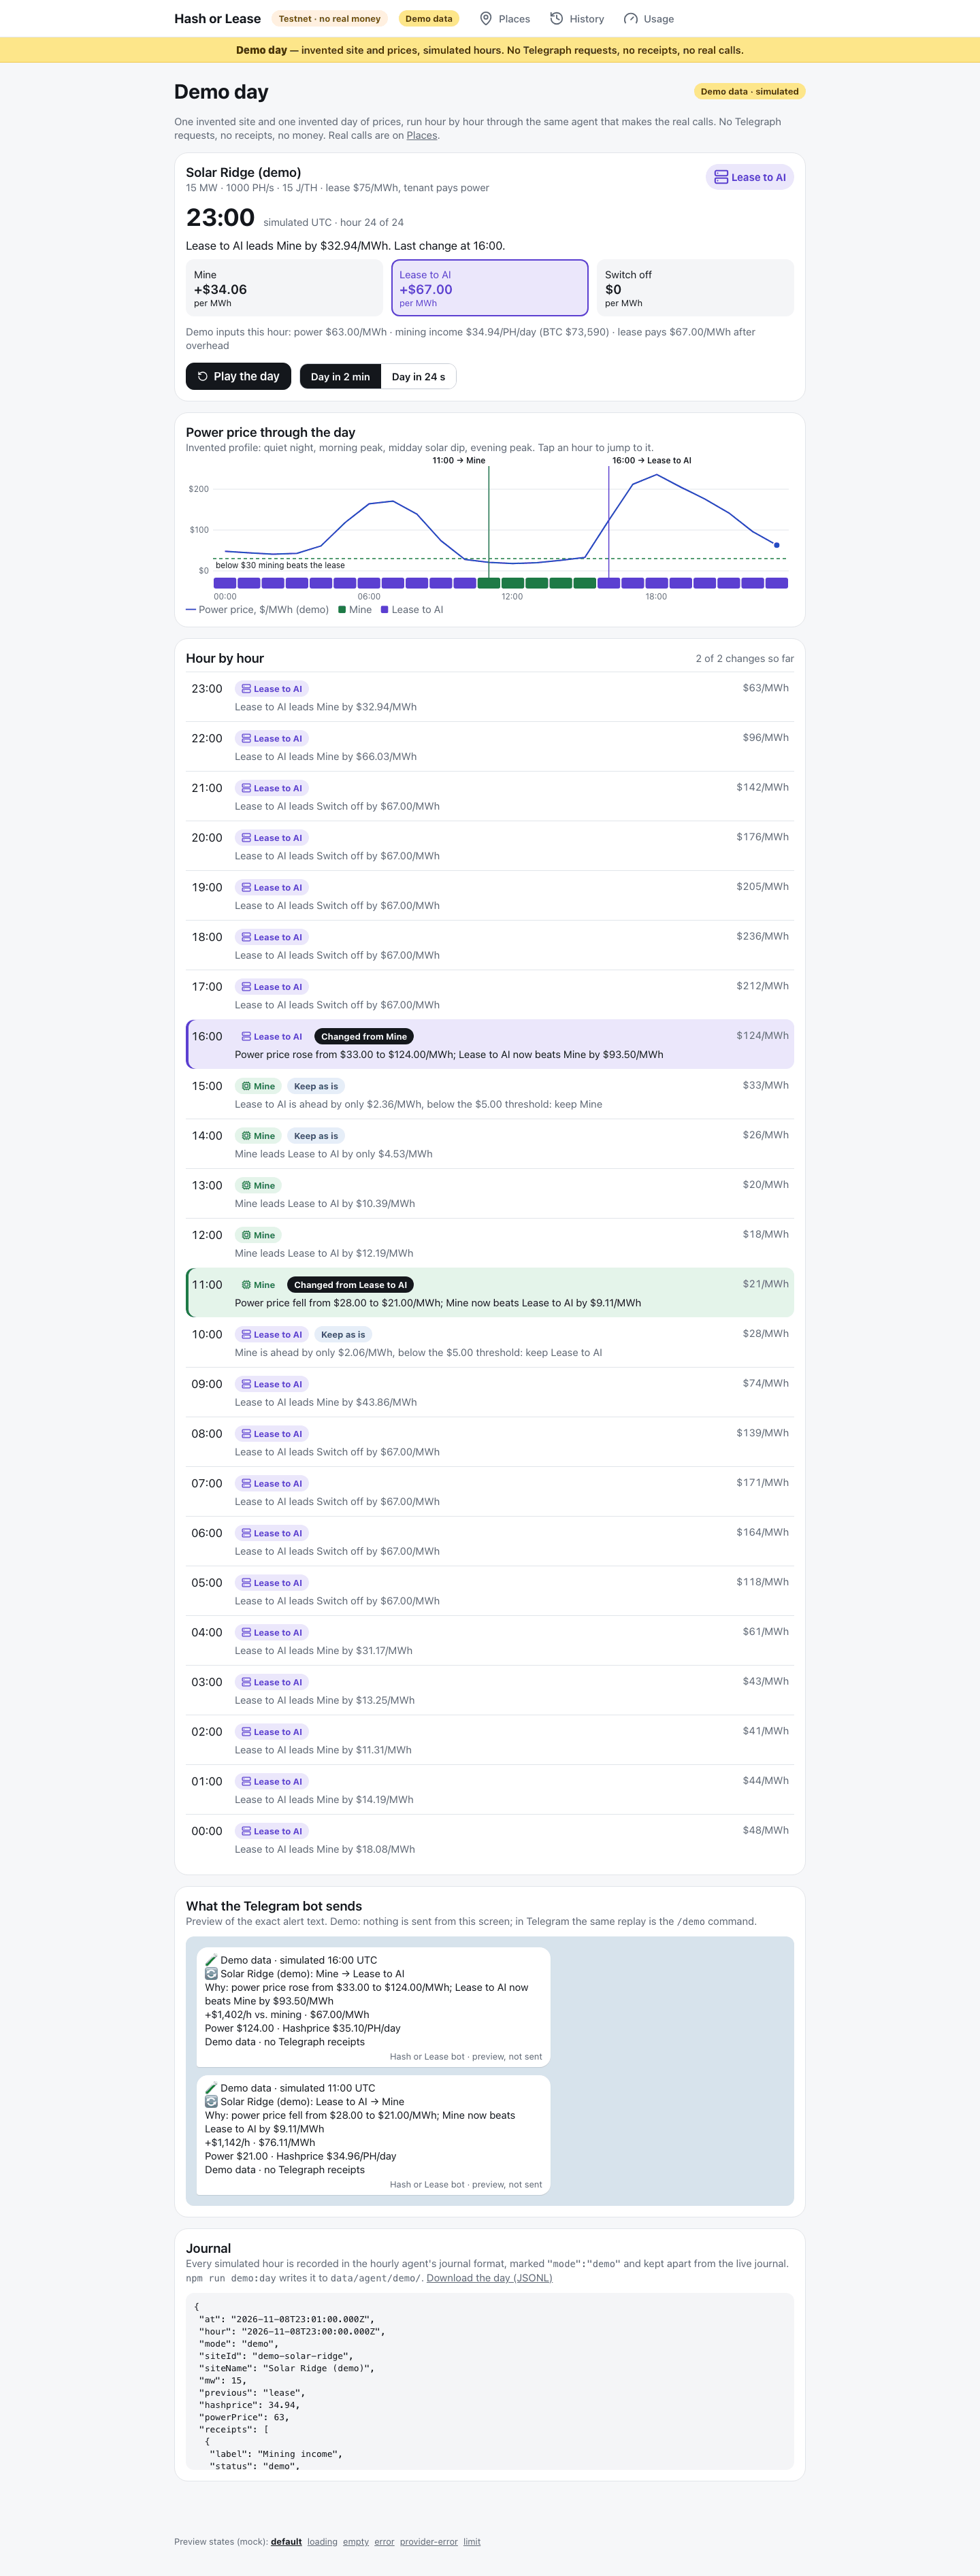 Hash or Lease Testnet · no real money Demo data Places History Usage
Demo day — invented site and prices, simulated hours. No Telegraph requests, no receipts, no real calls.
Demo day Demo data · simulated
One invented site and one invented day of prices, run hour by hour through the same agent that makes the real calls. No Telegraph
requests, no receipts, no money. Real calls are on Places.
Solar Ridge (demo) Lease to AI
15 MW · 1000 PH/s · 15 J/TH · lease $75/MWh, tenant pays power
23:00 simulated UTC · hour 24 of 24
Lease to AI leads Mine by $32.94/MWh. Last change at 16:00.
Mine Lease to AI Switch off
+$34.06 +$67.00 $0
per MWh per MWh per MWh
Demo inputs this hour: power $63.00/MWh · mining income $34.94/PH/day (BTC $73,590) · lease pays $67.00/MWh after
overhead
Play the day Day in 2 min Day in 24 s
Power price through the day
Invented profile: quiet night, morning peak, midday solar dip, evening peak. Tap an hour to jump to it.
11:00 → Mine 16:00 → Lease to AI
$200
$100
below $30 mining beats the lease
$0
00:00 06:00 12:00 18:00
Power price, $/MWh (demo) Mine Lease to AI
Hour by hour 2 of 2 changes so far
23:00 Lease to AI $63/MWh
Lease to AI leads Mine by $32.94/MWh
22:00 Lease to AI $96/MWh
Lease to AI leads Mine by $66.03/MWh
21:00 Lease to AI $142/MWh
Lease to AI leads Switch off by $67.00/MWh
20:00 Lease to AI $176/MWh
Lease to AI leads Switch off by $67.00/MWh
19:00 Lease to AI $205/MWh
Lease to AI leads Switch off by $67.00/MWh
18:00 Lease to AI $236/MWh
Lease to AI leads Switch off by $67.00/MWh
17:00 Lease to AI $212/MWh
Lease to AI leads Switch off by $67.00/MWh
16:00 Lease to AI Changed from Mine $124/MWh
Power price rose from $33.00 to $124.00/MWh; Lease to AI now beats Mine by $93.50/MWh
15:00 Mine Keep as is $33/MWh
Lease to AI is ahead by only $2.36/MWh, below the $5.00 threshold: keep Mine
14:00 Mine Keep as is $26/MWh
Mine leads Lease to AI by only $4.53/MWh
13:00 Mine $20/MWh
Mine leads Lease to AI by $10.39/MWh
12:00 Mine $18/MWh
Mine leads Lease to AI by $12.19/MWh
11:00 Mine Changed from Lease to AI $21/MWh
Power price fell from $28.00 to $21.00/MWh; Mine now beats Lease to AI by $9.11/MWh
10:00 Lease to AI Keep as is $28/MWh
Mine is ahead by only $2.06/MWh, below the $5.00 threshold: keep Lease to AI
09:00 Lease to AI $74/MWh
Lease to AI leads Mine by $43.86/MWh
08:00 Lease to AI $139/MWh
Lease to AI leads Switch off by $67.00/MWh
07:00 Lease to AI $171/MWh
Lease to AI leads Switch off by $67.00/MWh
06:00 Lease to AI $164/MWh
Lease to AI leads Switch off by $67.00/MWh
05:00 Lease to AI $118/MWh
Lease to AI leads Switch off by $67.00/MWh
04:00 Lease to AI $61/MWh
Lease to AI leads Mine by $31.17/MWh
03:00 Lease to AI $43/MWh
Lease to AI leads Mine by $13.25/MWh
02:00 Lease to AI $41/MWh
Lease to AI leads Mine by $11.31/MWh
01:00 Lease to AI $44/MWh
Lease to AI leads Mine by $14.19/MWh
00:00 Lease to AI $48/MWh
Lease to AI leads Mine by $18.08/MWh
What the Telegram bot sends
Preview of the exact alert text. Demo: nothing is sent from this screen; in Telegram the same replay is the /demo command.
Demo data · simulated 16:00 UTC
Solar Ridge (demo): Mine → Lease to AI
Why: power price rose from $33.00 to $124.00/MWh; Lease to AI now
beats Mine by $93.50/MWh
+$1,402/h vs. mining · $67.00/MWh
Power $124.00 · Hashprice $35.10/PH/day
Demo data · no Telegraph receipts
Hash or Lease bot · preview, not sent
Demo data · simulated 11:00 UTC
Solar Ridge (demo): Lease to AI → Mine
Why: power price fell from $28.00 to $21.00/MWh; Mine now beats
Lease to AI by $9.11/MWh
+$1,142/h · $76.11/MWh
Power $21.00 · Hashprice $34.96/PH/day
Demo data · no Telegraph receipts
Hash or Lease bot · preview, not sent
Journal
Every simulated hour is recorded in the hourly agent's journal format, marked "mode":"demo" and kept apart from the live journal.
npm run demo:day writes it to data/agent/demo/. Download the day (JSONL)
{
"at": "2026-11-08T23:01:00.000Z",
"hour": "2026-11-08T23:00:00.000Z",
"mode": "demo",
"siteId": "demo-solar-ridge",
"siteName": "Solar Ridge (demo)",
"mw": 15,
"previous": "lease",
"hashprice": 34.94,
"powerPrice": 63,
"receipts": [
{
"label": "Mining income",
"status": "demo",
Preview states (mock): default loading empty error provider-error limit